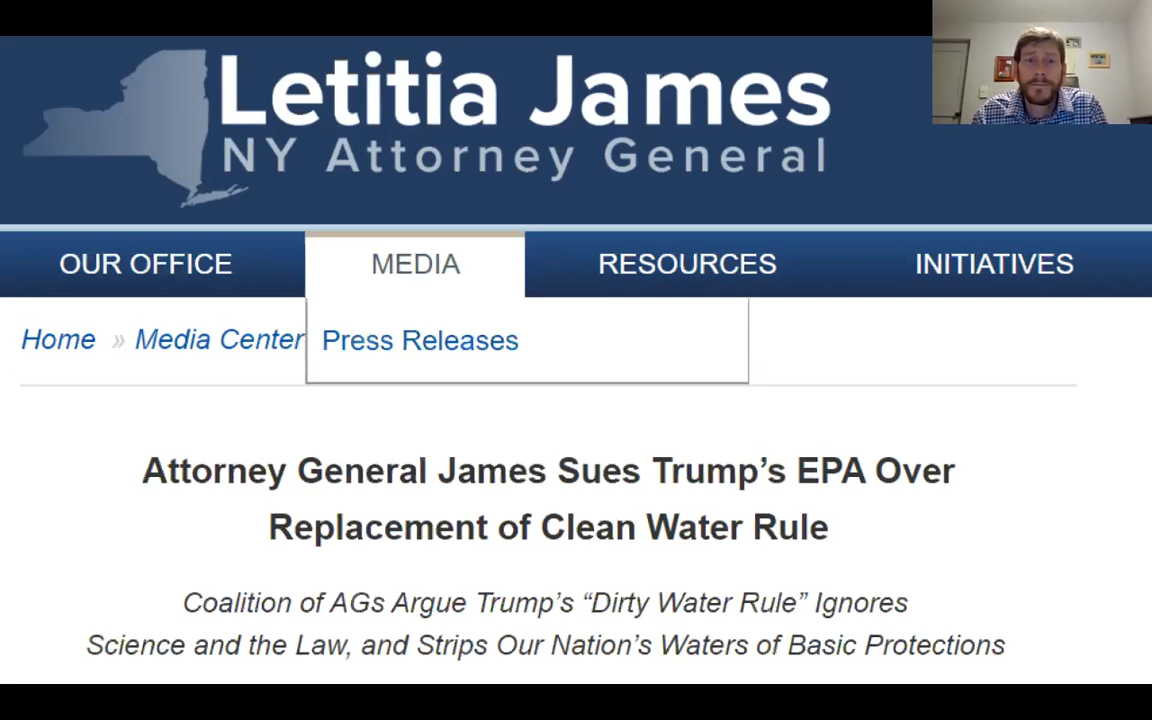 Letitia James
NY Attorney General
OUR OFFICE MEDIA RESOURCES INITIATIVES
Home » Media Center Press Releases
Attorney General James Sues Trump’s EPA Over
Replacement of Clean Water Rule
Coalition of AGs Argue Trump’s “Dirty Water Rule” Ignores
Science and the Law, and Strips Our Nation’s Waters of Basic Protections